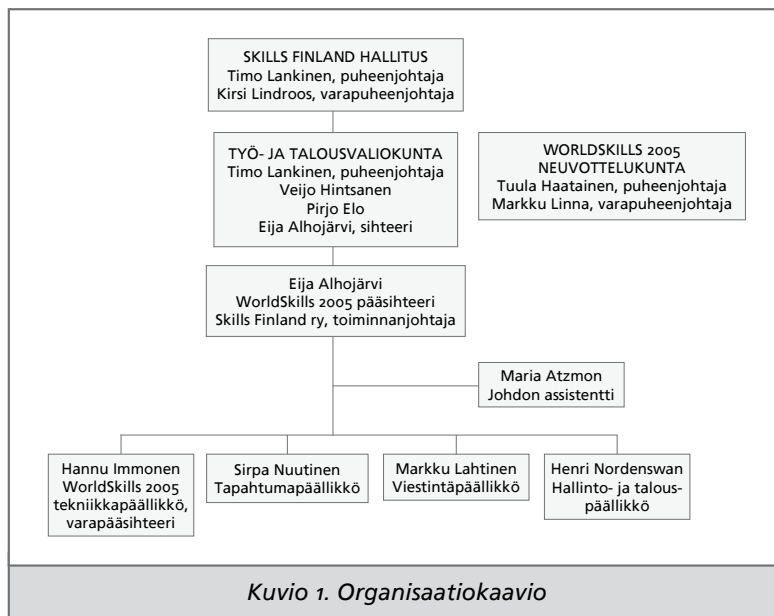 SKILLS FINLAND HALLITUS
Timo Lankinen, puheenjohtaja
Kirsi Lindroos, varapuheenjohtaja
TYÖ- JA TALOUSVALIOKUNTA
Timo Lankinen, puheenjohtaja
Veijo Hintsanen
Pirjo Elo
Eija Alhojärvi, sihteeri
WORLDSKILLS 2005
NEUVOTTELUKUNTA
Tuula Haatainen, puheenjohtaja
Markku Linna, varapuheenjohtaja
Eija Alhojärvi
WorldSkills 2005 pääsihteeri
Skills Finland ry, toiminnanjohtaja
Maria Atzmon
Johdon assistentti
Hannu Immonen
WorldSkills 2005
tekniikkapäällikkö,
varapääsihteeri
Sirpa Nuutinen
Tapahtumapäällikkö
Markku Lahtinen
Viestintäpäällikkö
Henri Nordenswan
Hallinto- ja talous-
päällikkö
Kuvio 1. Organisaatiokaavio